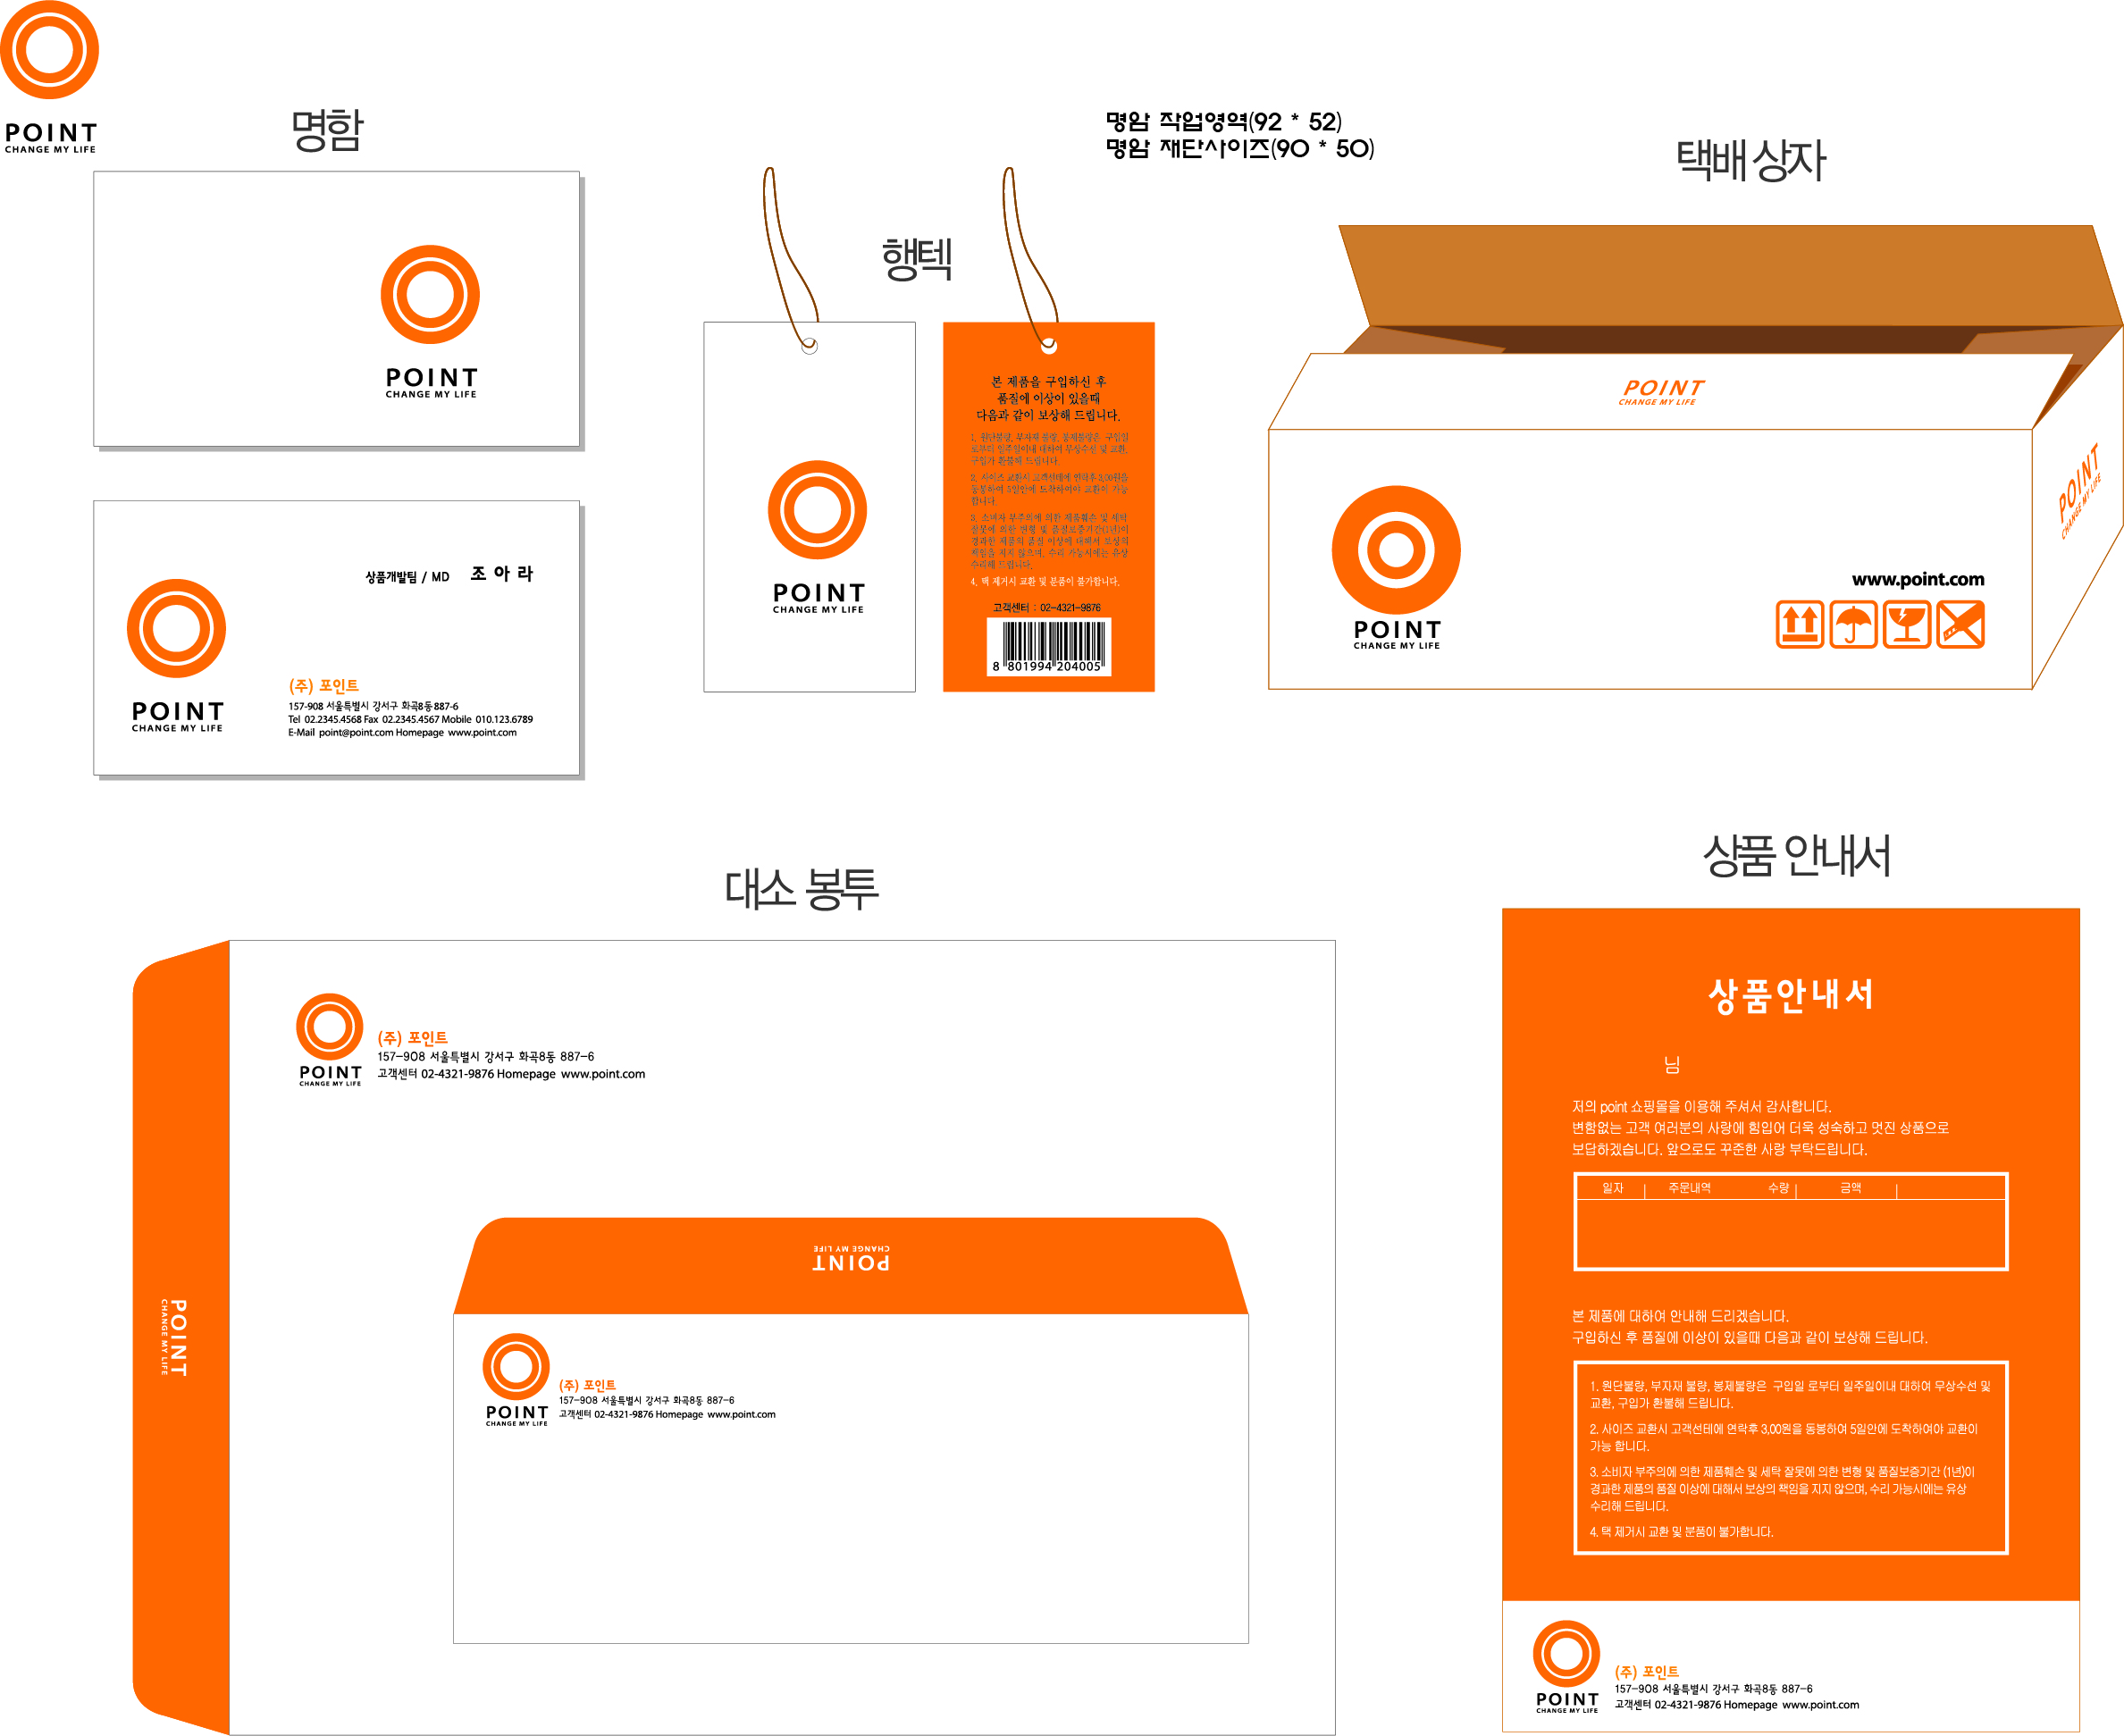 POINT
CHANGE MY LIFE
명함
명암 작업영역(92 * 52)
명암 재단사이즈(90 * 50)
행텍
택배 상자
POINT
CHANGE MY LIFE
상품개발팀 / MD 조 아 라
POINT
CHANGE MY LIFE
(주) 포인트
157-908 서울특별시 강서구 화곡8동 887-6
Tel 02.2345.4568 Fax 02.2345.4567 Mobile 010.123.6789
E-Mail point@point.com Homepage www.point.com
POINT
CHANGE MY LIFE
본 제품을 구입하신 후
품질에 이상이 있을때
다음과 같이 보상해 드립니다.
1. 원단불량, 부자재 불량, 봉제불량은 구입일
로부터 일주일이내 대하여 무상수선 및 교환,
구입가 환불해 드립니다.
2. 사이즈 교환시 고객선테에 연락후 3,00원을
동봉하여 5일안에 도착하여야 교환이 가능
합니다.
3. 소비자 부주의에 의한 제품훼손 및 세탁
잘못에 의한 변형 및 품질보증기간(1년)이
경과한 제품의 품질 이상에 대해서 보상의
책임을 지지 않으며, 수리 가능시에는 유상
수리해 드립니다.
4. 택 제거시 교환 및 분품이 불가합니다.
고객센터 : 02-4321-9876
8 801994 204005
POINT
CHANGE MY LIFE
POINT
CHANGE MY LIFE
POINT
CHANGE MY LIFE
www.point.com
대소 봉투
POINT
CHANGE MY LIFE
(주) 포인트
157-908 서울특별시 강서구 화곡8동 887-6
고객센터 02-4321-9876 Homepage www.point.com
POINT
CHANGE MY LIFE
POINT
CHANGE MY LIFE
POINT
CHANGE MY LIFE
(주) 포인트
157-908 서울특별시 강서구 화곡8동 887-6
고객센터 02-4321-9876 Homepage www.point.com
상품 안내서
상품안내서
님
저의 point 쇼핑몰을 이용해 주셔서 감사합니다.
변함없는 고객 여러분의 사랑에 힘입어 더욱 성숙하고 멋진 상품으로
보답하겠습니다. 앞으로도 꾸준한 사랑 부탁드립니다.
일자 주문내역 수량 금액
본 제품에 대하여 안내해 드리겠습니다.
구입하신 후 품질에 이상이 있을때 다음과 같이 보상해 드립니다.
1. 원단불량, 부자재 불량, 봉제불량은 구입일 로부터 일주일이내 대하여 무상수선 및
교환, 구입가 환불해 드립니다.
2. 사이즈 교환시 고객선테에 연락후 3,00원을 동봉하여 5일안에 도착하여야 교환이
가능 합니다.
3. 소비자 부주의에 의한 제품훼손 및 세탁 잘못에 의한 변형 및 품질보증기간 (1년)이
경과한 제품의 품질 이상에 대해서 보상의 책임을 지지 않으며, 수리 가능시에는 유상
수리해 드립니다.
4. 택 제거시 교환 및 분품이 불가합니다.
POINT
CHANGE MY LIFE
(주) 포인트
157-908 서울특별시 강서구 화곡8동 887-6
고객센터 02-4321-9876 Homepage www.point.com